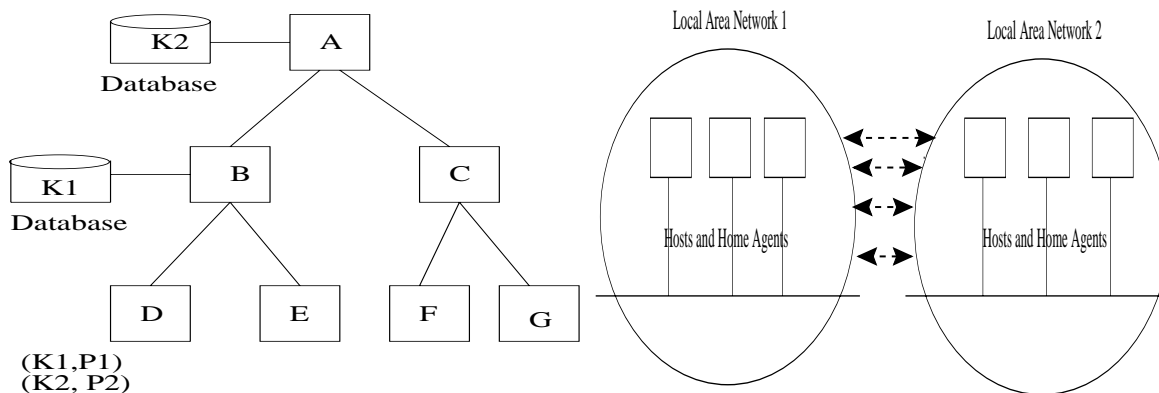 K2
A
Database
B
C
K1
Database
D
E
F
G
(K1,P1)
(K2, P2)
Local Area Network 1
Local Area Network 2
Hosts and Home Agents
Hosts and Home Agents